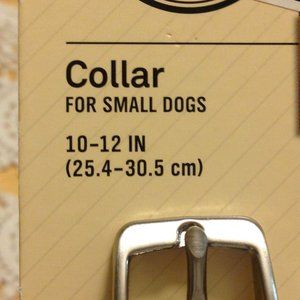 Collar
FOR SMALL DOGS
10–12 IN
(25.4–30.5 cm)